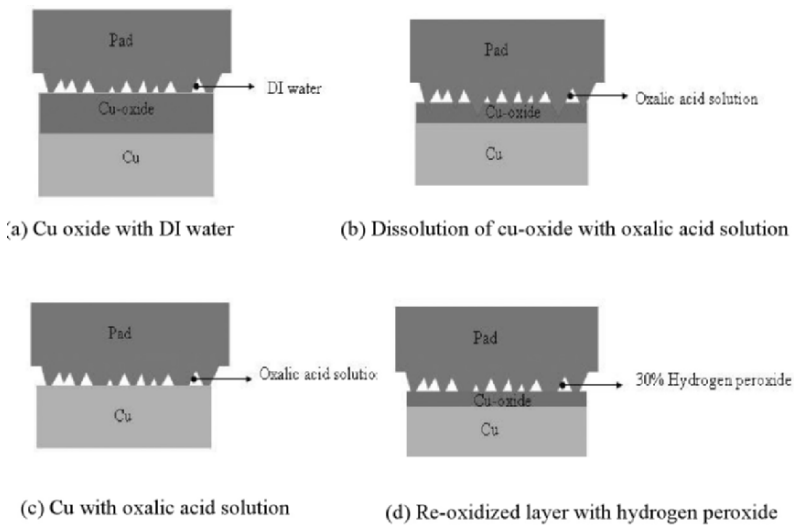 Pad
DI water
Cu-oxide
Cu
(a) Cu oxide with DI water
Pad
Oxalic acid solution
Cu-oxide
Cu
(b) Dissolution of cu-oxide with oxalic acid solution
Pad
Oxalic acid solutio
Cu
(c) Cu with oxalic acid solution
Pad
30% Hydrogen peroxide
Cu-oxide
Cu
(d) Re-oxidized layer with hydrogen peroxide